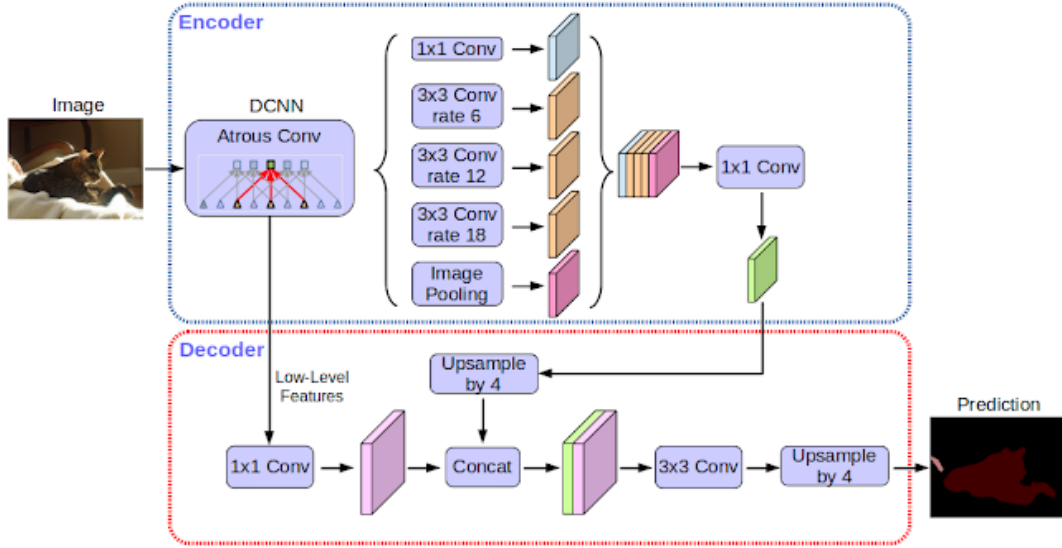 Encoder
Image
DCNN
Atrous Conv
1x1 Conv
3x3 Conv
rate 6
3x3 Conv
rate 12
3x3 Conv
rate 18
Image
Pooling
1x1 Conv
Decoder
Low-Level
Features
Upsample
by 4
1x1 Conv
Concat
3x3 Conv
Upsample
by 4
Prediction